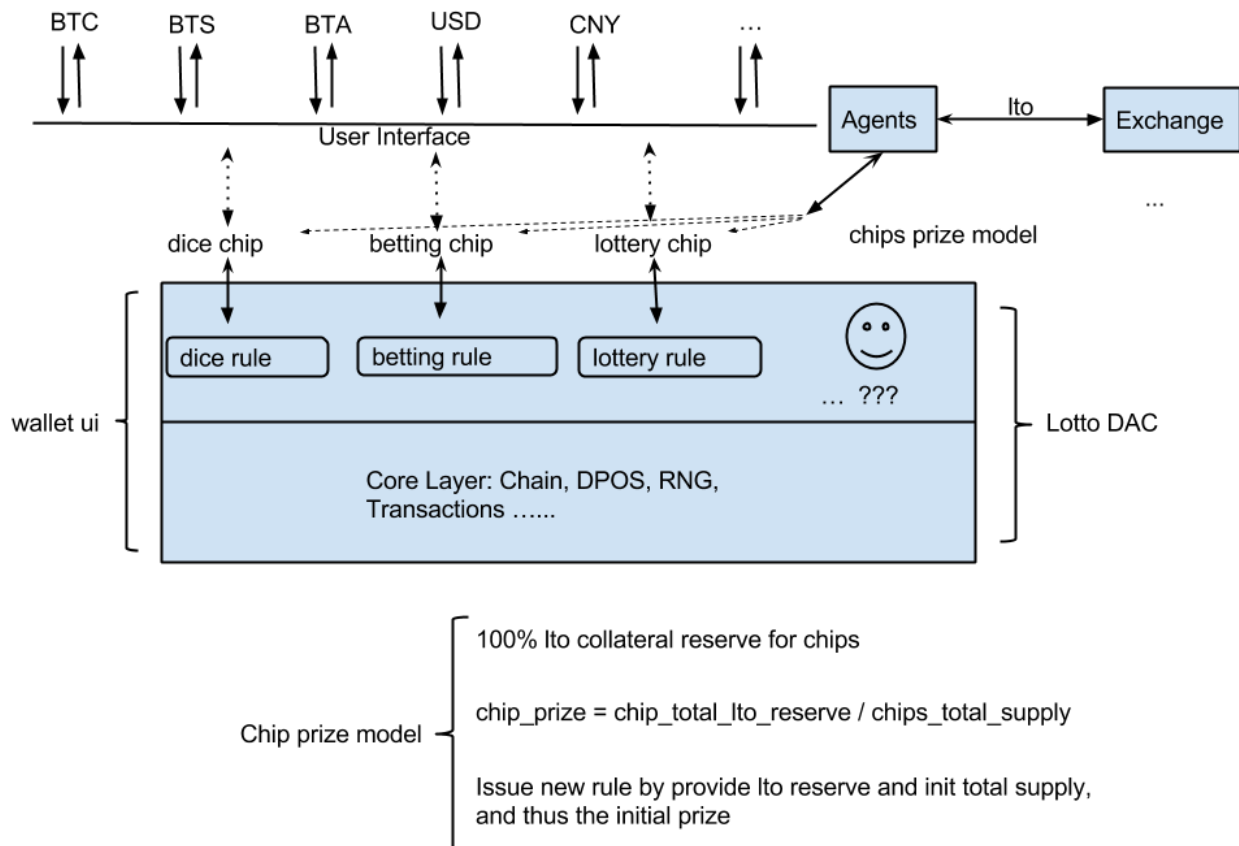 BTC BTS BTA USD CNY ...
User Interface
Agents
lto
Exchange
...
dice chip
betting chip
lottery chip
chips prize model
dice rule
betting rule
lottery rule
... ???
wallet ui
Lotto DAC
Core Layer: Chain, DPOS, RNG,
Transactions …...
Chip prize model
100% lto collateral reserve for chips
chip_prize = chip_total_lto_reserve / chips_total_supply
Issue new rule by provide lto reserve and init total supply,
and thus the initial prize